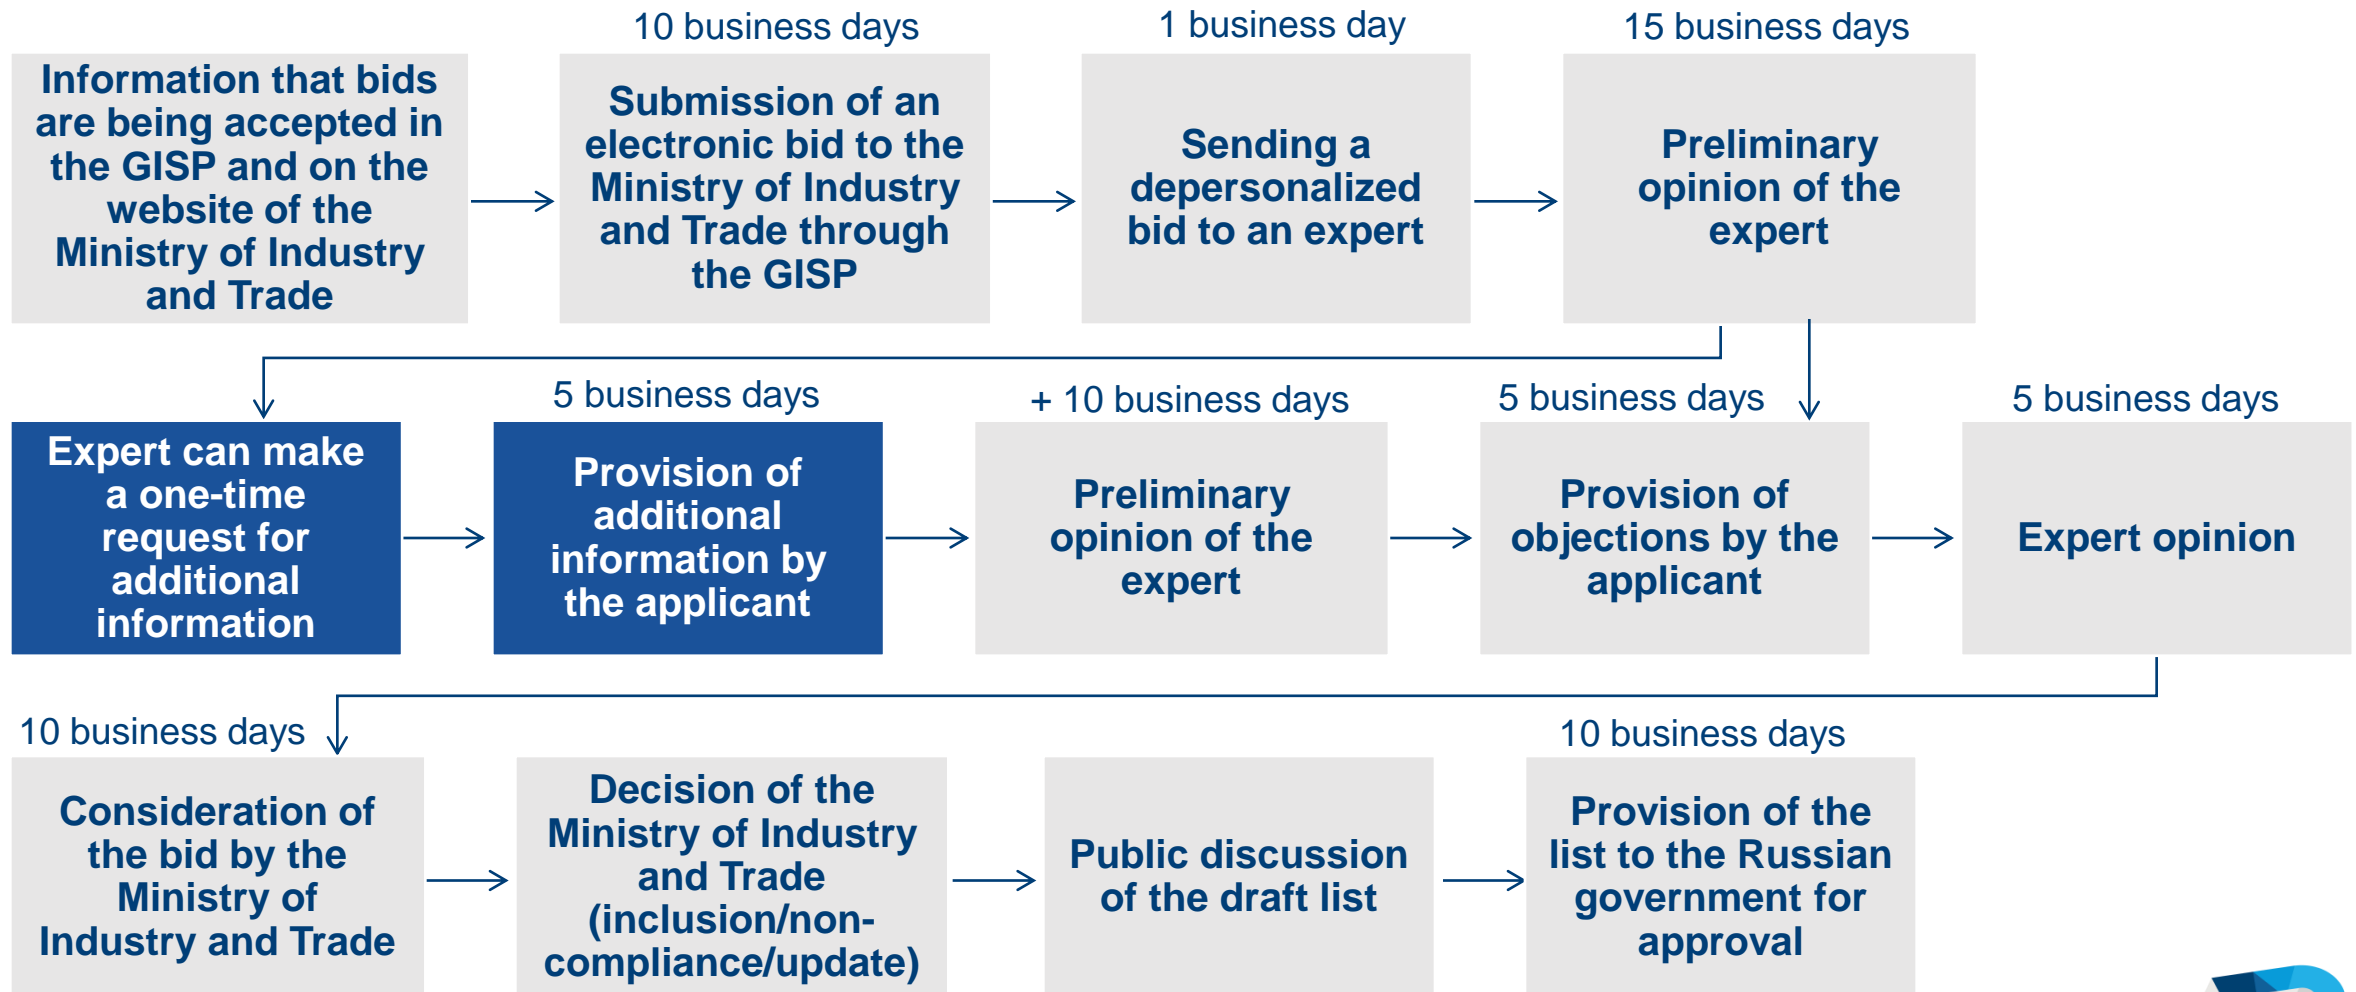 10 business days
1 business day
15 business days
Information that bids
are being accepted in
the GISP and on the
website of the
Ministry of Industry
and Trade
Submission of an
electronic bid to the
Ministry of Industry
and Trade through
the GISP
Sending a
depersonalized
bid to an expert
Preliminary
opinion of the
expert
5 business days
+ 10 business days
5 business days
5 business days
Expert can make
a one-time
request for
additional
information
Provision of
additional
information by
the applicant
Preliminary
opinion of the
expert
Provision of
objections by the
applicant
Expert opinion
10 business days
10 business days
Consideration of
the bid by the
Ministry of
Industry and Trade
Decision of the
Ministry of Industry
and Trade
(inclusion/non-
compliance/update)
Public discussion
of the draft list
Provision of the
list to the Russian
government for
approval